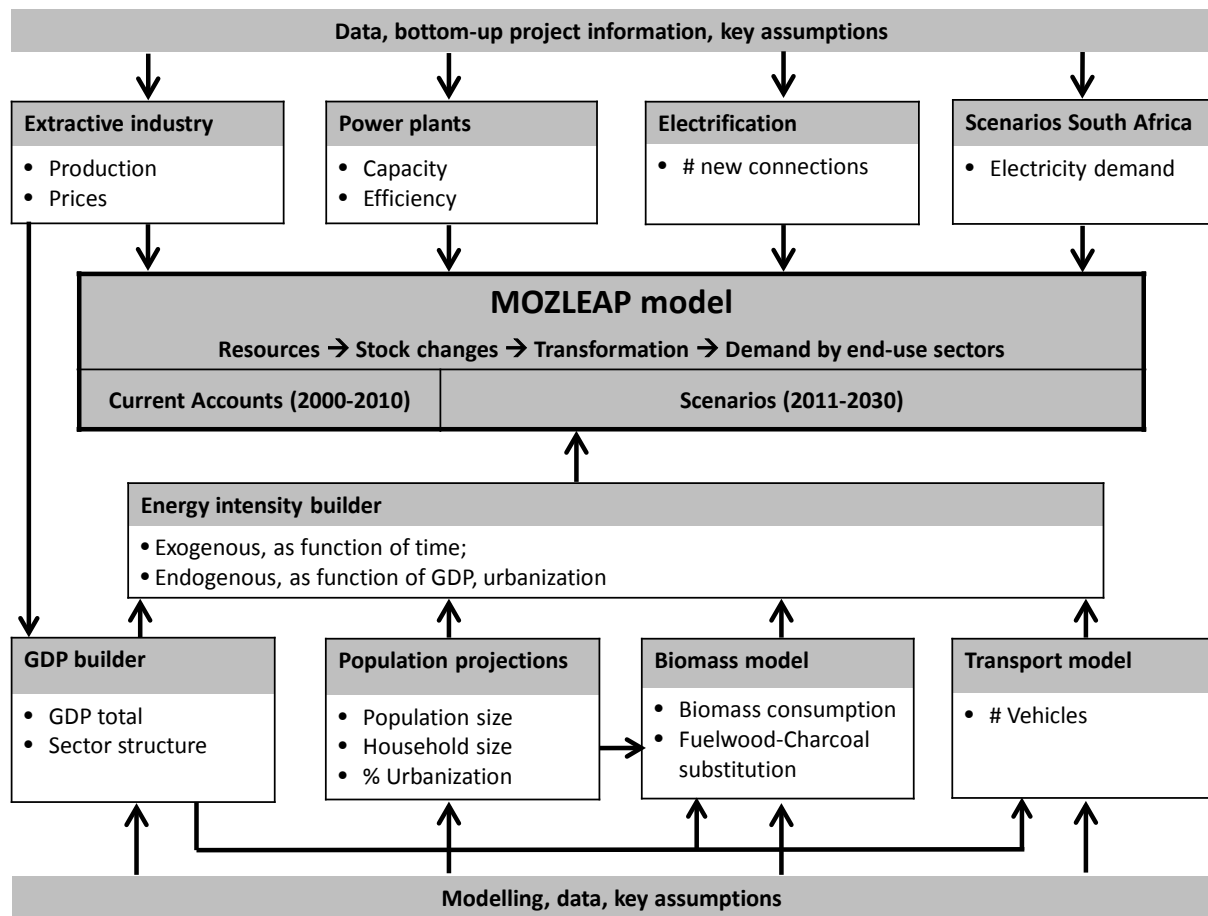 Data, bottom-up project information, key assumptions
Extractive industry
• Production
• Prices
Power plants
• Capacity
• Efficiency
Electrification
• # new connections
Scenarios South Africa
• Electricity demand
MOZLEAP model
Resources → Stock changes → Transformation → Demand by end-use sectors
Current Accounts (2000-2010)
Scenarios (2011-2030)
Energy intensity builder
• Exogenous, as function of time;
• Endogenous, as function of GDP, urbanization
GDP builder
• GDP total
• Sector structure
Population projections
• Population size
• Household size
• % Urbanization
Biomass model
• Biomass consumption
• Fuelwood-Charcoal
substitution
Transport model
• # Vehicles
Modelling, data, key assumptions